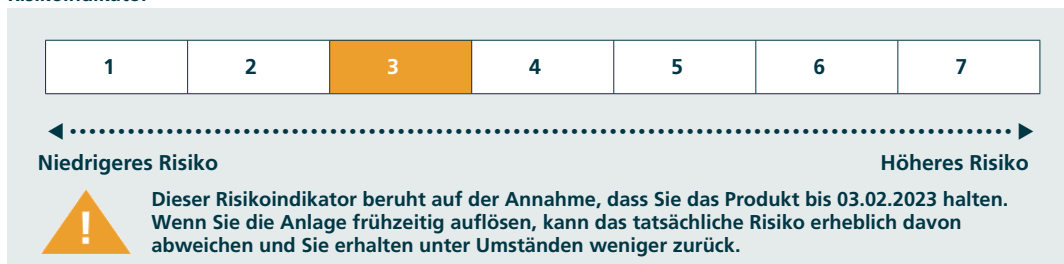 Risikoindikator
1 2 3 4 5 6 7
Niedrigeres Risiko Höheres Risiko
Dieser Risikoindikator beruht auf der Annahme, dass Sie das Produkt bis 03.02.2023 halten.
Wenn Sie die Anlage frühzeitig auflösen, kann das tatsächliche Risiko erheblich davon
abweichen und Sie erhalten unter Umständen weniger zurück.
!